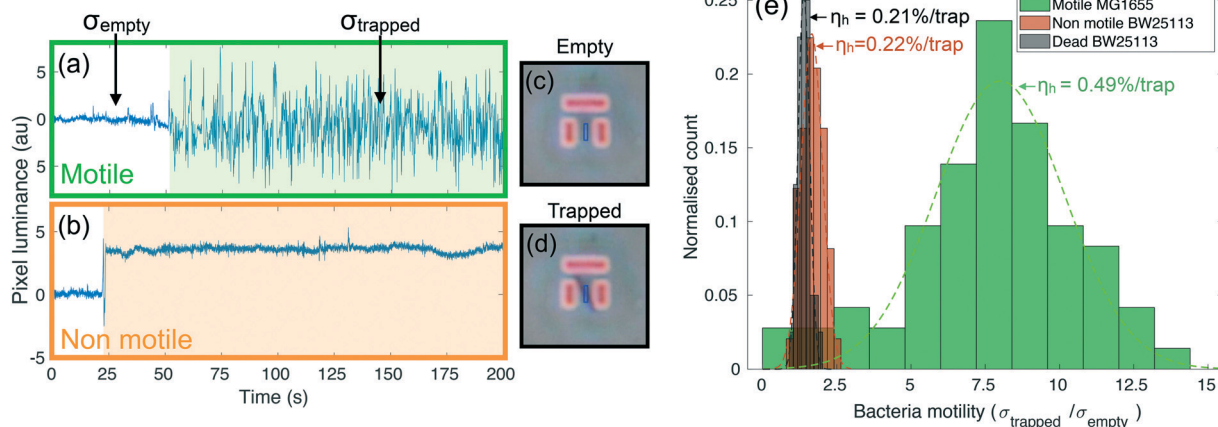 σempty
σtrapped
(a)
5
0
5
Motile
(b)
5
0
-5
Non motile
Pixel luminance (au)
0
25
50
75
100
125
150
175
200
Time (s)
Empty
(c)
Trapped
(d)
(e)
Motile MG1655
Non motile BW25113
Dead BW25113
ηh = 0.21%/trap
ηh=0.22%/trap
ηh = 0.49%/trap
0.25
0.2
0.15
0.1
0.05
0
Normalised count
0
2.5
5
7.5
10
12.5
15
Bacteria motility (σtrapped/σempty)